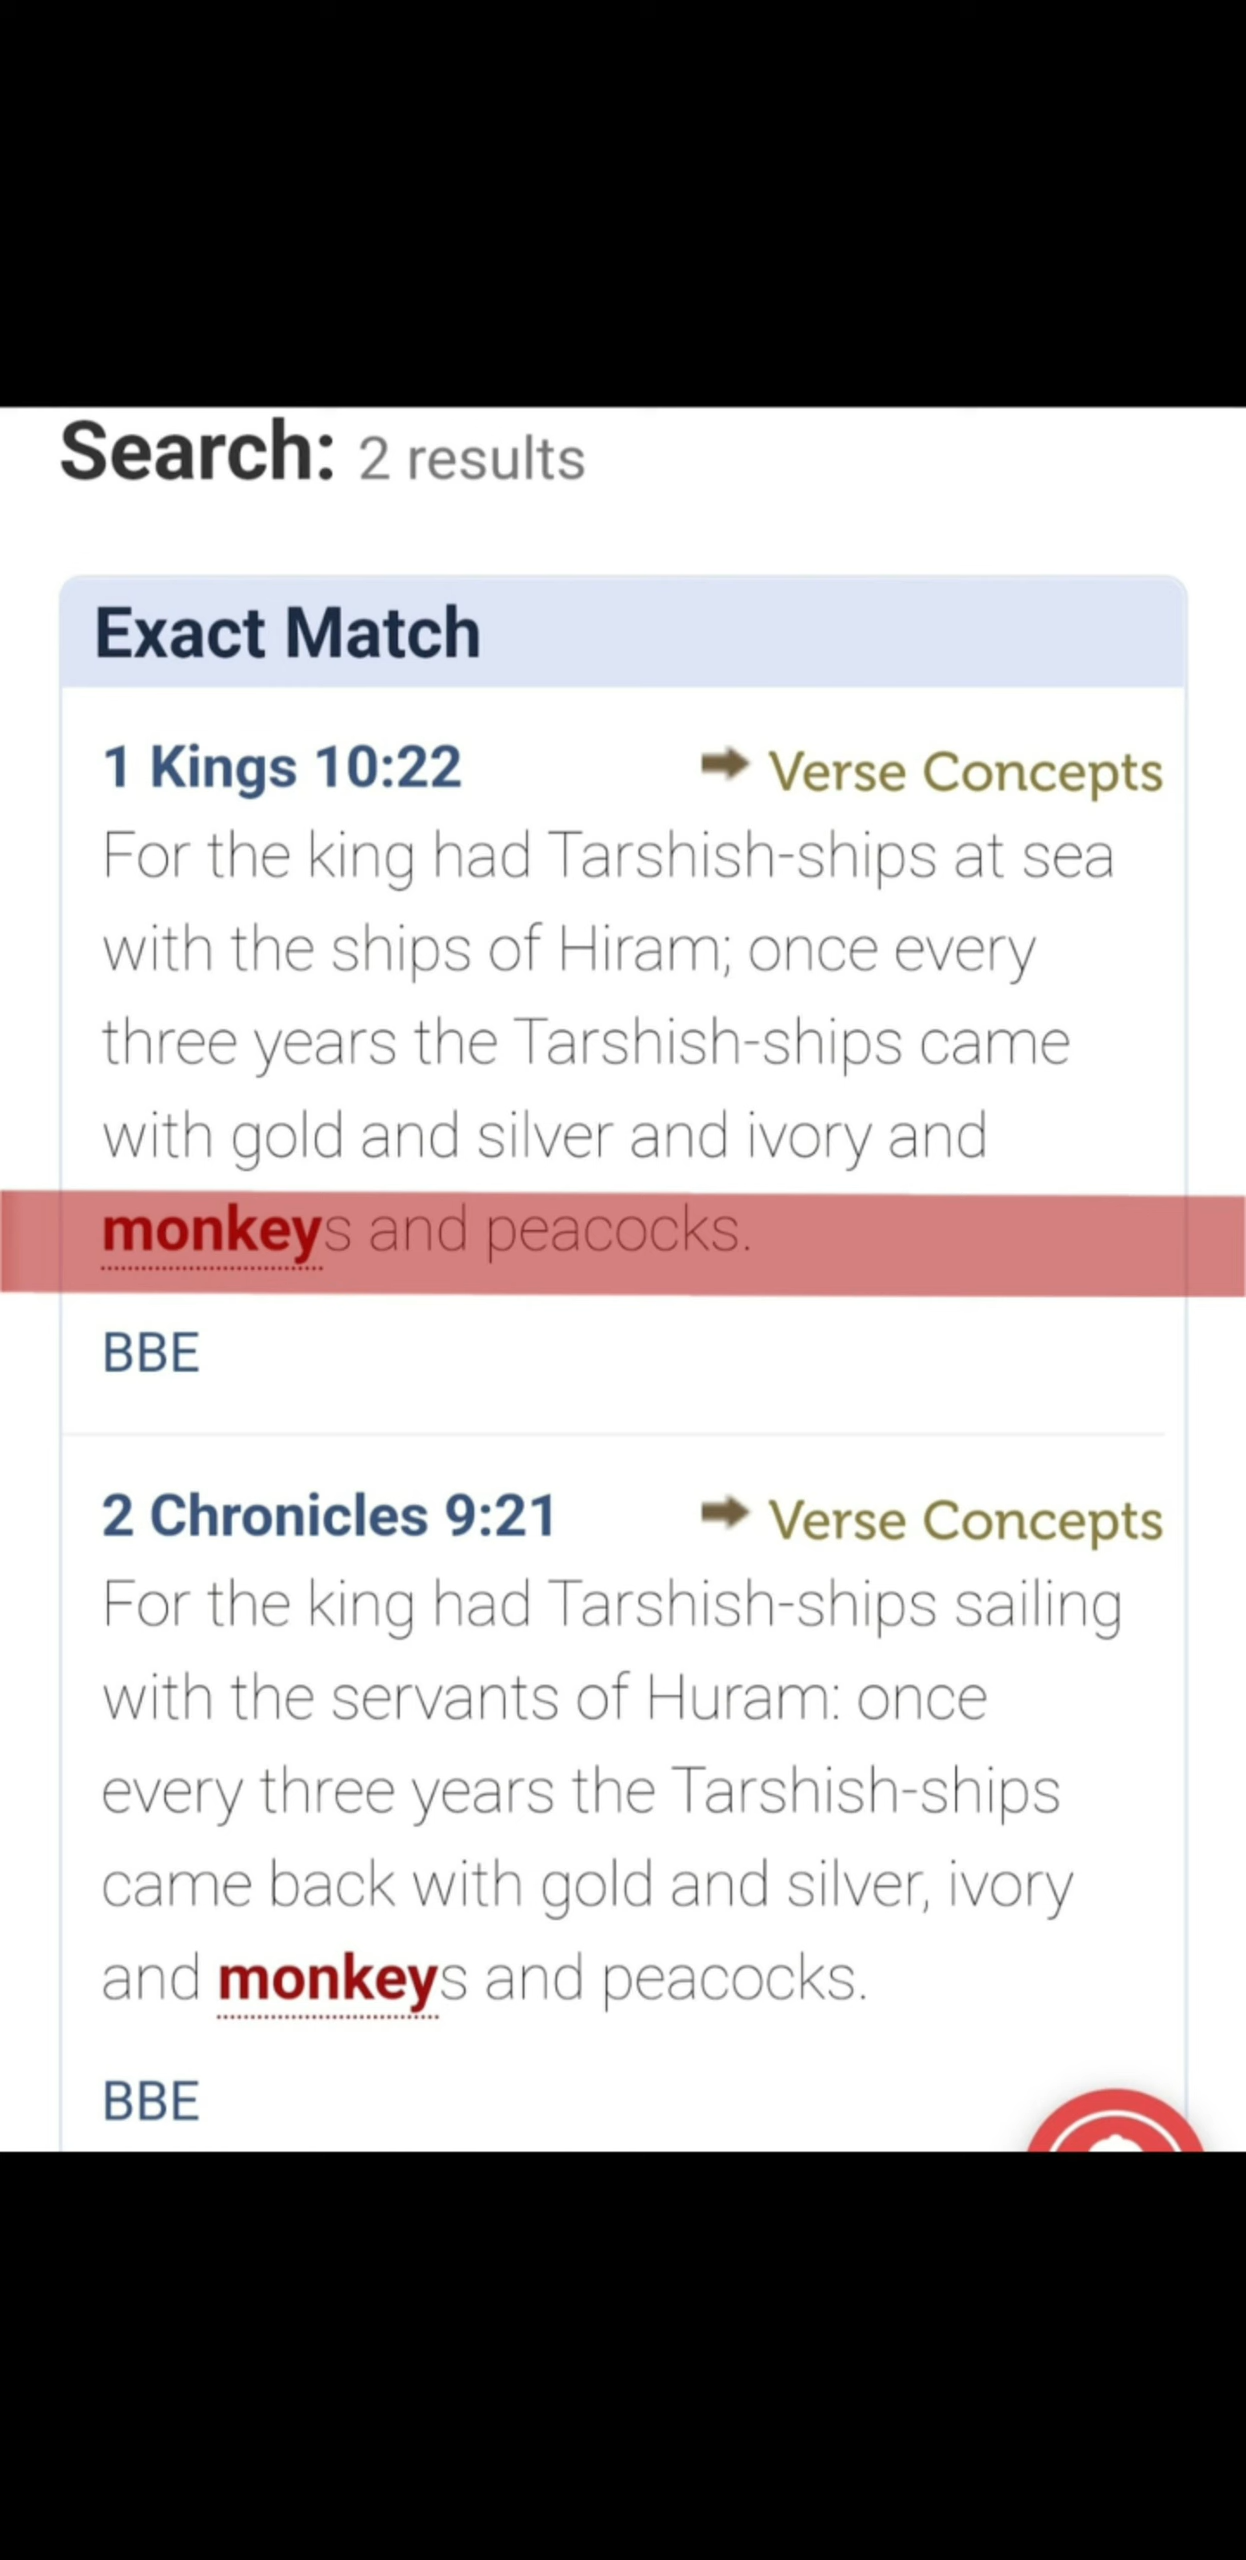 Search: 2 results
Exact Match
1 Kings 10:22 Verse Concepts
For the king had Tarshish-ships at sea
with the ships of Hiram; once every
three years the Tarshish-ships came
with gold and silver and ivory and
monkeys and peacocks.
BBE
2 Chronicles 9:21 Verse Concepts
For the king had Tarshish-ships sailing
with the servants of Huram: once
every three years the Tarshish-ships
came back with gold and silver, ivory
and monkeys and peacocks.
BBE